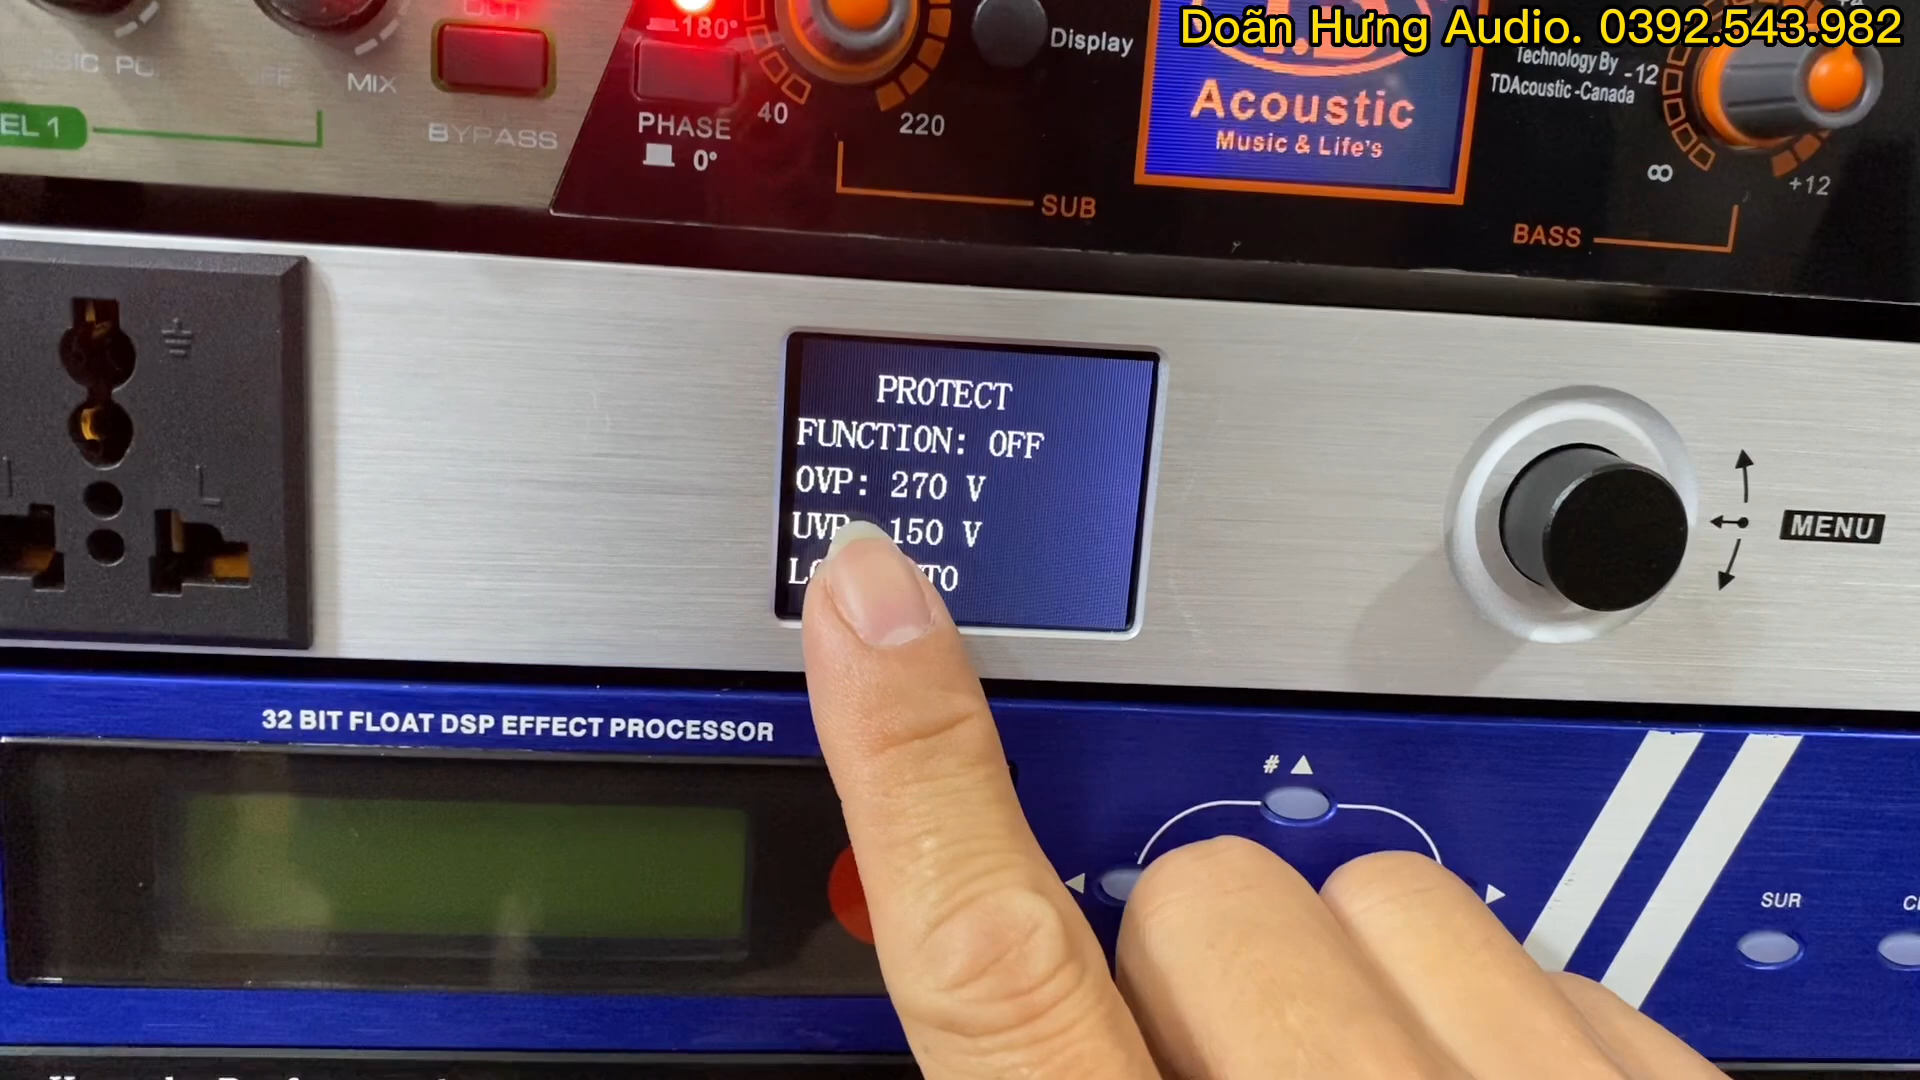 Doãn Hưng Audio. 0392.543.982
180°
Display
MIX
BYPASS
PHASE
0°
40
220
SUB
Acoustic
Music & Life's
Technology By
TDAcoustic -Canada
-12
∞
+12
BASS
EL 1
L
PROTECT
FUNCTION: OFF
OVP: 270 V
UVP: 150 V
MENU
32 BIT FLOAT DSP EFFECT PROCESSOR
# ▲
SUR